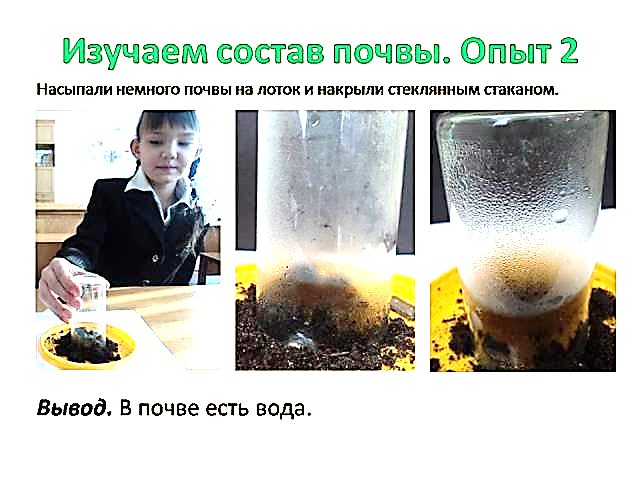 Изучаем состав почвы. Опыт 2
Насыпали немного почвы на лоток и накрыли стеклянным стаканом.
Вывод. В почве есть вода.